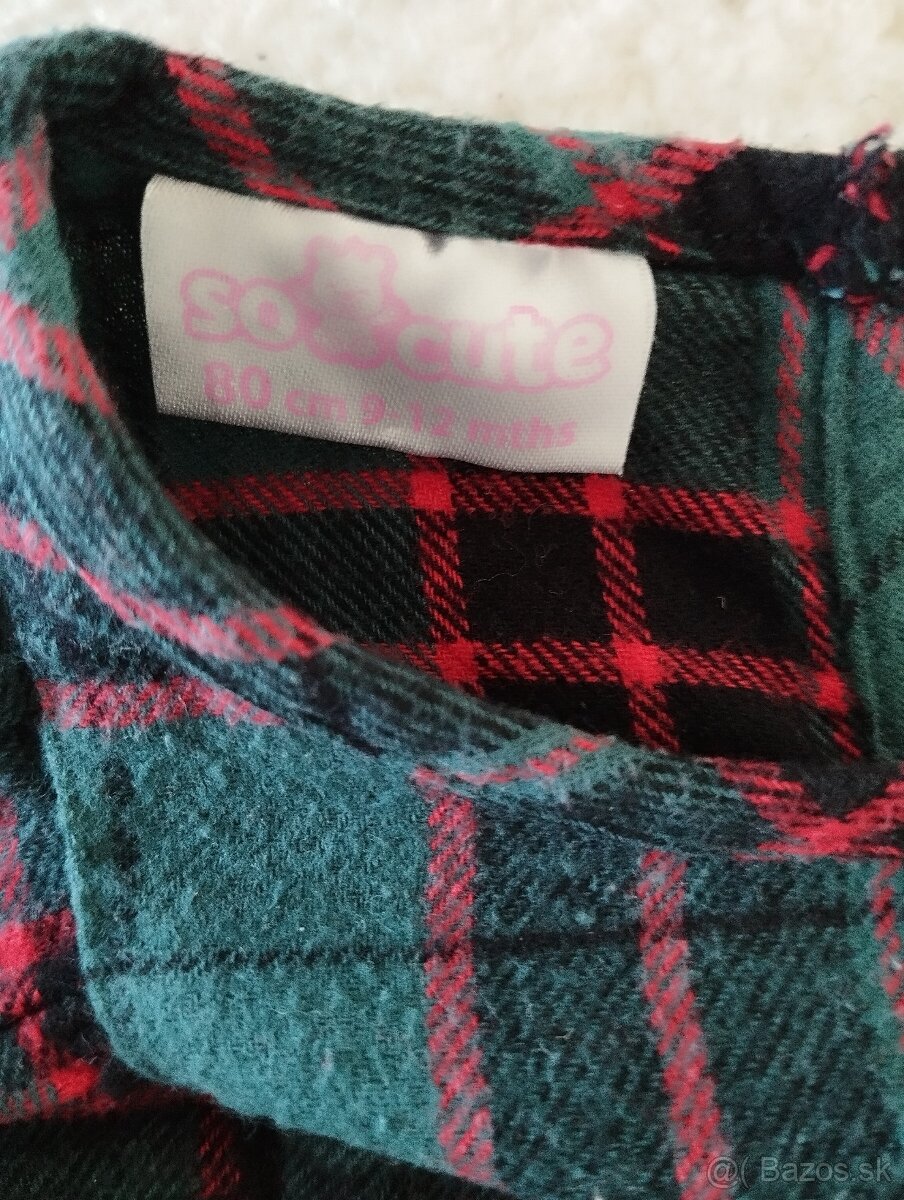 so cute
80 cm 9-12 mths
@( Bazos.sk